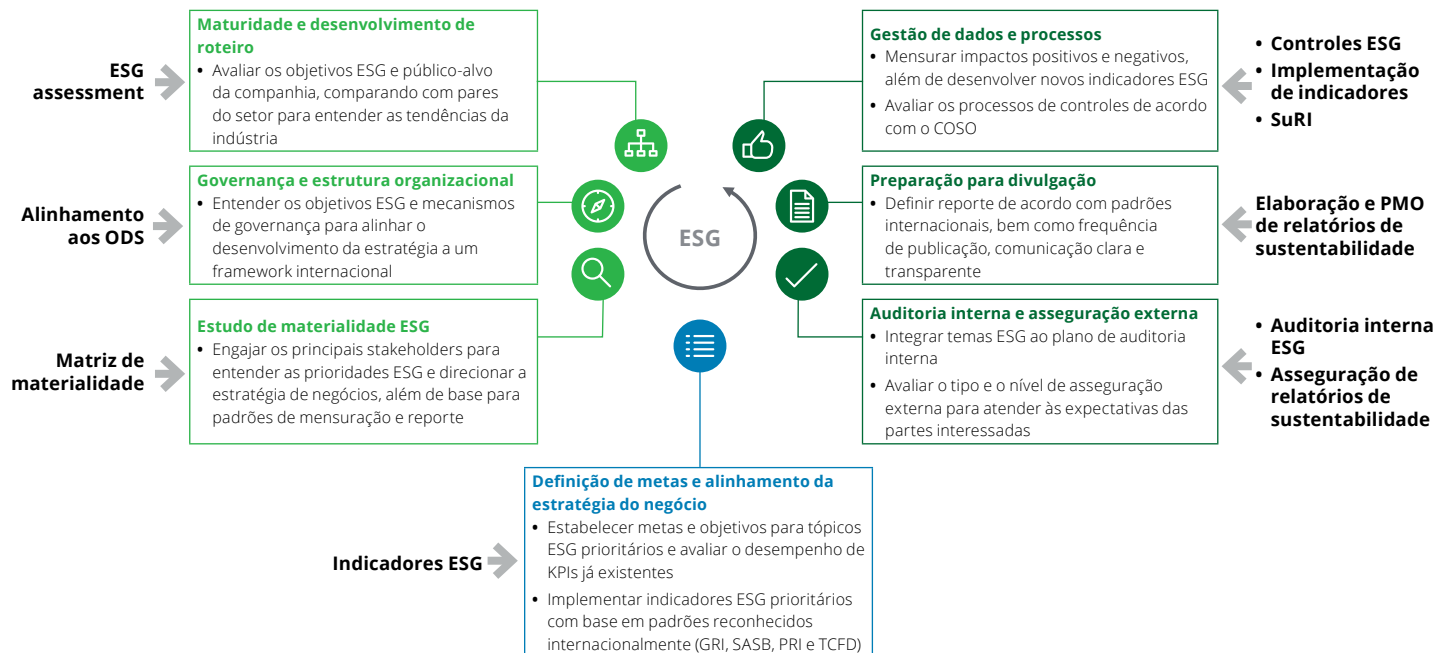 ESG
assessment
Maturidade e desenvolvimento de
roteiro
• Avaliar os objetivos ESG e público-alvo
da companhia, comparando com pares
do setor para entender as tendências da
indústria
Alinhamento
aos ODS
Governança e estrutura organizacional
• Entender os objetivos ESG e mecanismos
de governança para alinhar o
desenvolvimento da estratégia a um
framework internacional
Matriz de
materialidade
Estudo de materialidade ESG
• Engajar os principais stakeholders para
entender as prioridades ESG e direcionar a
estratégia de negócios, além de base para
padrões de mensuração e reporte
ESG
Gestão de dados e processos
• Mensurar impactos positivos e negativos,
além de desenvolver novos indicadores ESG
• Avaliar os processos de controles de acordo
com o COSO
• Controles ESG
• Implementação
de indicadores
• SuRI
Preparação para divulgação
• Definir reporte de acordo com padrões
internacionais, bem como frequência
de publicação, comunicação clara e
transparente
Elaboração e PMO
de relatórios de
sustentabilidade
Auditoria interna e asseguração externa
• Integrar temas ESG ao plano de auditoria
interna
• Avaliar o tipo e o nível de asseguração
externa para atender às expectativas das
partes interessadas
• Auditoria interna
ESG
• Asseguração de
relatórios de
sustentabilidade
Indicadores ESG
Definição de metas e alinhamento da
estratégia do negócio
• Estabelecer metas e objetivos para tópicos
ESG prioritários e avaliar o desempenho de
KPIs já existentes
• Implementar indicadores ESG prioritários
com base em padrões reconhecidos
internacionalmente (GRI, SASB, PRI e TCFD)